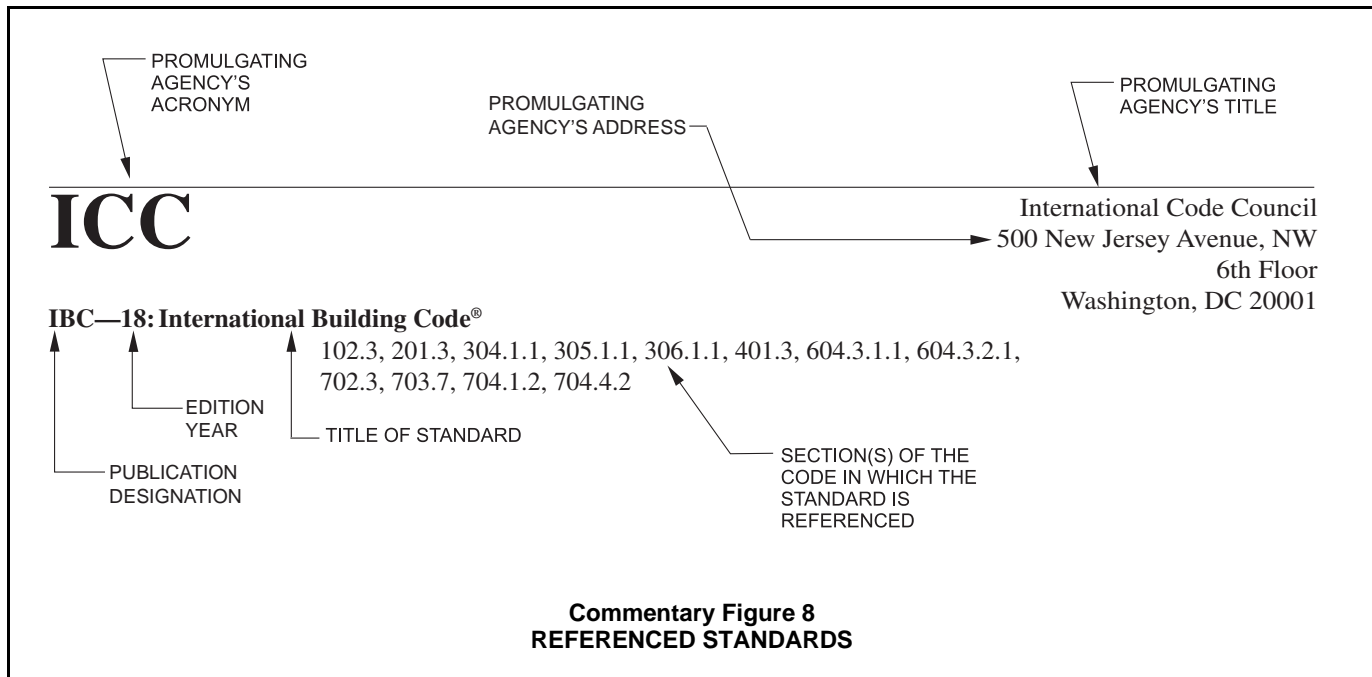 PROMULGATING
AGENCY'S
ACRONYM
PROMULGATING
AGENCY'S ADDRESS
PROMULGATING
AGENCY'S TITLE
ICC
International Code Council
500 New Jersey Avenue, NW
6th Floor
Washington, DC 20001
IBC—18: International Building Code®
102.3, 201.3, 304.1.1, 305.1.1, 306.1.1, 401.3, 604.3.1.1, 604.3.2.1,
702.3, 703.7, 704.1.2, 704.4.2
EDITION
YEAR
TITLE OF STANDARD
PUBLICATION
DESIGNATION
SECTION(S) OF THE
CODE IN WHICH THE
STANDARD IS
REFERENCED
Commentary Figure 8
REFERENCED STANDARDS